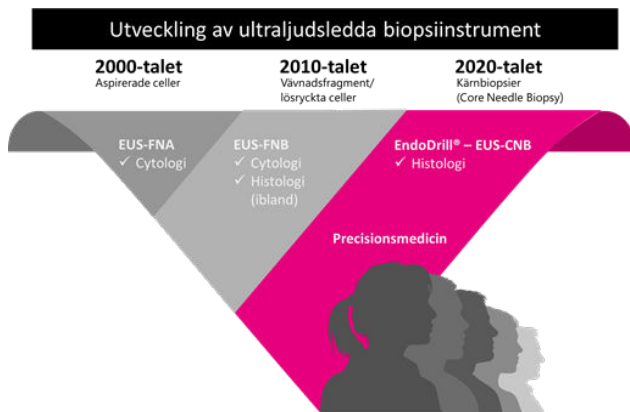 Utveckling av ultraljudsledda biopsiinstrument
2000-talet
Aspirerade celler
2010-talet
Vävnadsfragment/
lösryckta celler
2020-talet
Kärnbiopsier
(Core Needle Biopsy)
EUS-FNA
✓ Cytologi
EUS-FNB
✓ Cytologi
✓ Histologi
(ibland)
EndoDrill® – EUS-CNB
✓ Histologi
Precisionsmedicin